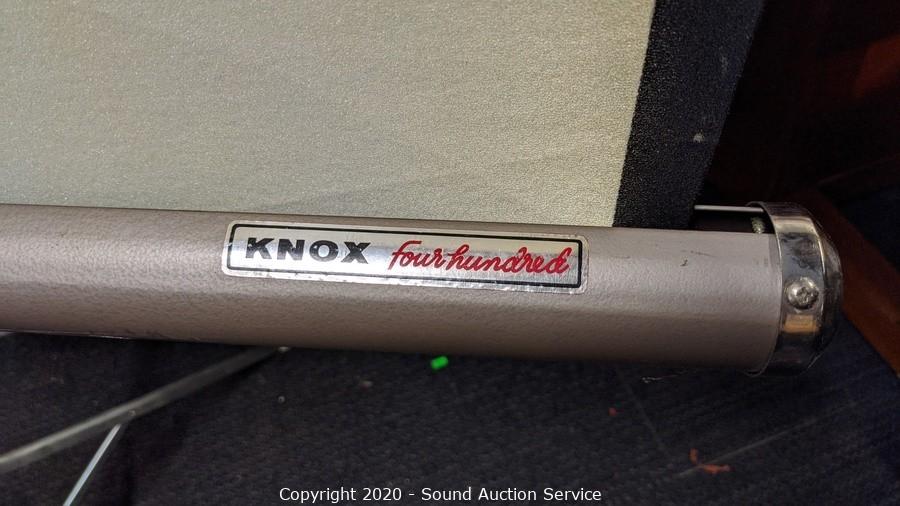 KNOX four hundred
Copyright 2020 - Sound Auction Service